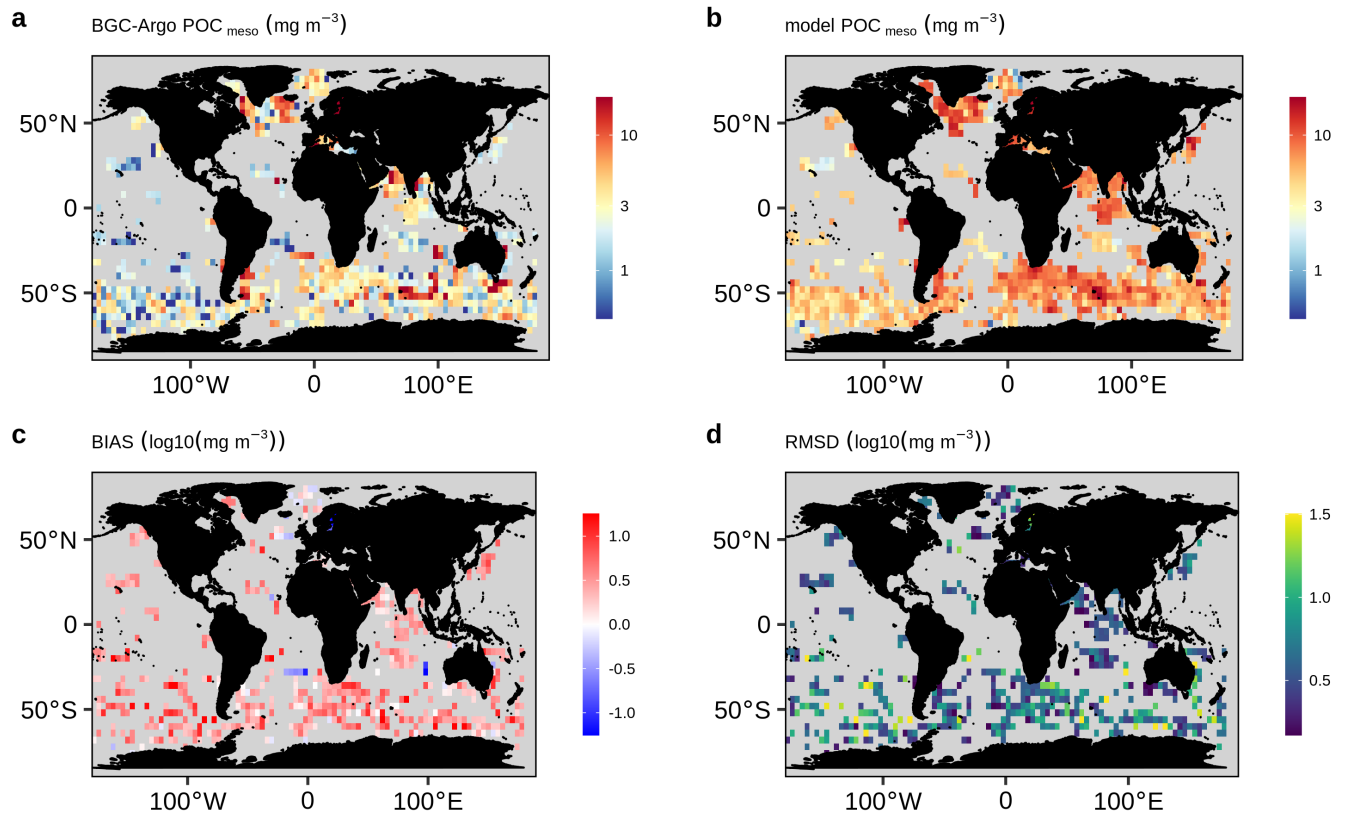 a
BGC-Argo POC meso (mg m−3)
50°N
0
50°S
100°W 0 100°E
10
3
1
b
model POC meso (mg m−3)
50°N
0
50°S
100°W 0 100°E
10
3
1
c
BIAS (log10(mg m−3))
50°N
0
50°S
100°W 0 100°E
1.0
0.5
0.0
-0.5
-1.0
d
RMSD (log10(mg m−3))
50°N
0
50°S
100°W 0 100°E
1.5
1.0
0.5